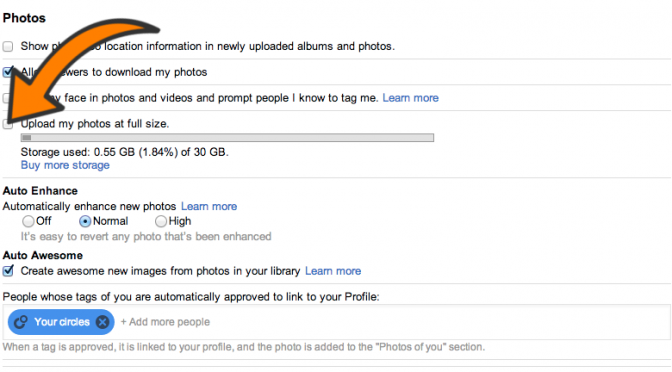 Photos
Show location information in newly uploaded albums and photos.
viewers to download my photos
face in photos and videos and prompt people I know to tag me. Learn more
Upload my photos at full size.
Storage used: 0.55 GB (1.84%) of 30 GB.
Buy more storage
Auto Enhance
Automatically enhance new photos Learn more
Off Normal High
It's easy to revert any photo that's been enhanced
Auto Awesome
Create awesome new images from photos in your library Learn more
People whose tags of you are automatically approved to link to your Profile:
Your circles + Add more people
When a tag is approved, it is linked to your profile, and the photo is added to the "Photos of you" section.